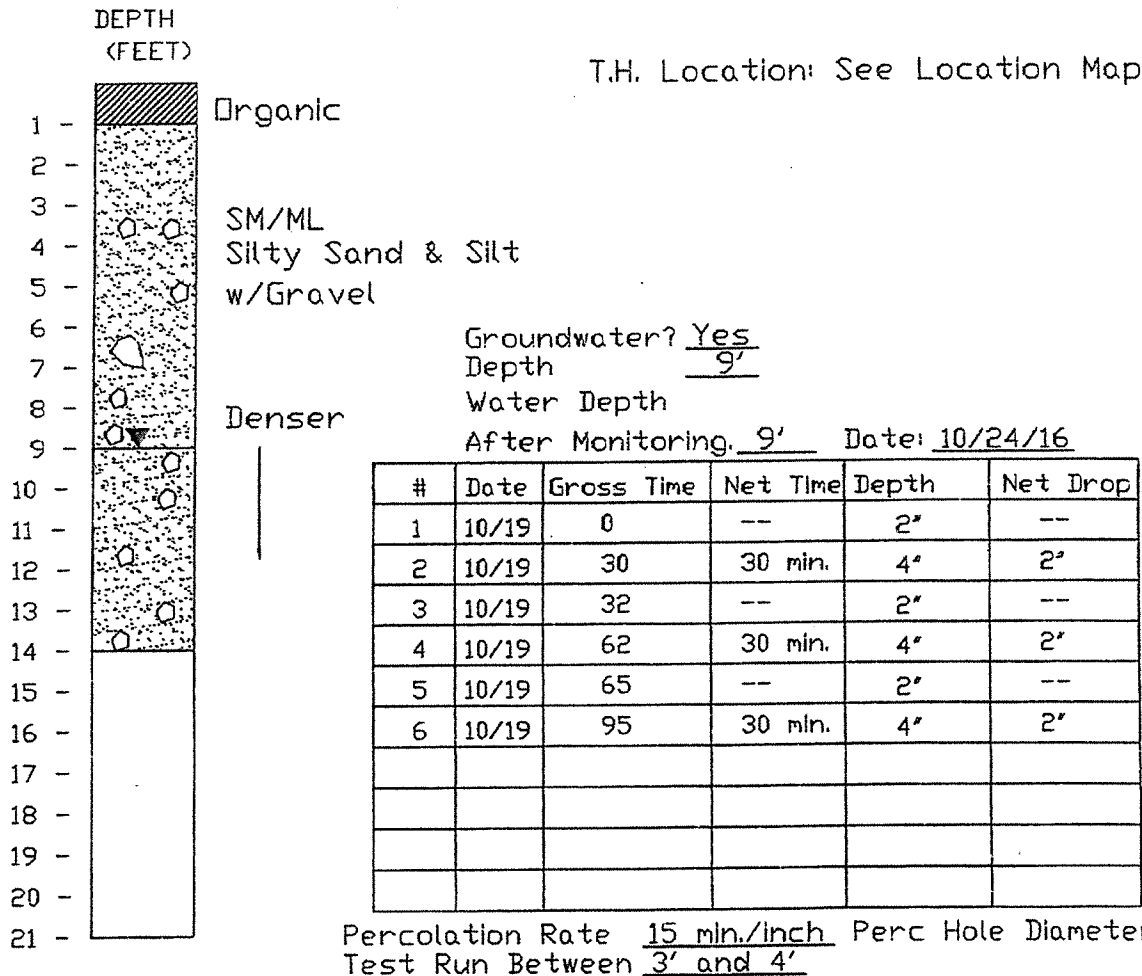 DEPTH
(FEET)
T.H. Location: See Location Map
Organic
1 -
2 -
3 -
SM/ML
4 -
Silty Sand & Silt
5 -
w/Gravel
6 -
Groundwater? Yes
7 -
Depth 9'
8 -
Water Depth
Denser
9 -
After Monitoring. 9' Date: 10/24/16
10 -
11 -
12 -
13 -
14 -
15 -
16 -
17 -
18 -
19 -
20 -
21 -
# Date Gross Time Net Time Depth Net Drop
1 10/19 0 -- 2" --
2 10/19 30 30 min. 4" 2"
3 10/19 32 -- 2" --
4 10/19 62 30 min. 4" 2"
5 10/19 65 -- 2" --
6 10/19 95 30 min. 4" 2"
Percolation Rate 15 min./inch Perc Hole Diamete
Test Run Between 3' and 4'